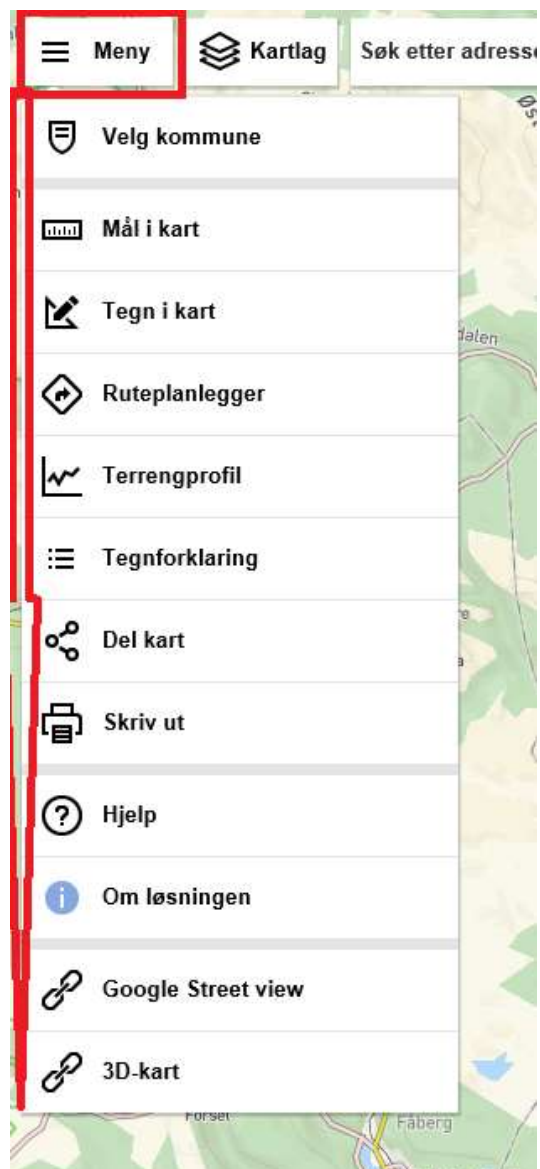 Meny
Kartlag
Søk etter adresse
Velg kommune
Mål i kart
Tegn i kart
Ruteplanlegger
Terrengprofil
Tegnforklaring
Del kart
Skriv ut
Hjelp
Om løsningen
Google Street view
3D-kart
Fåberg